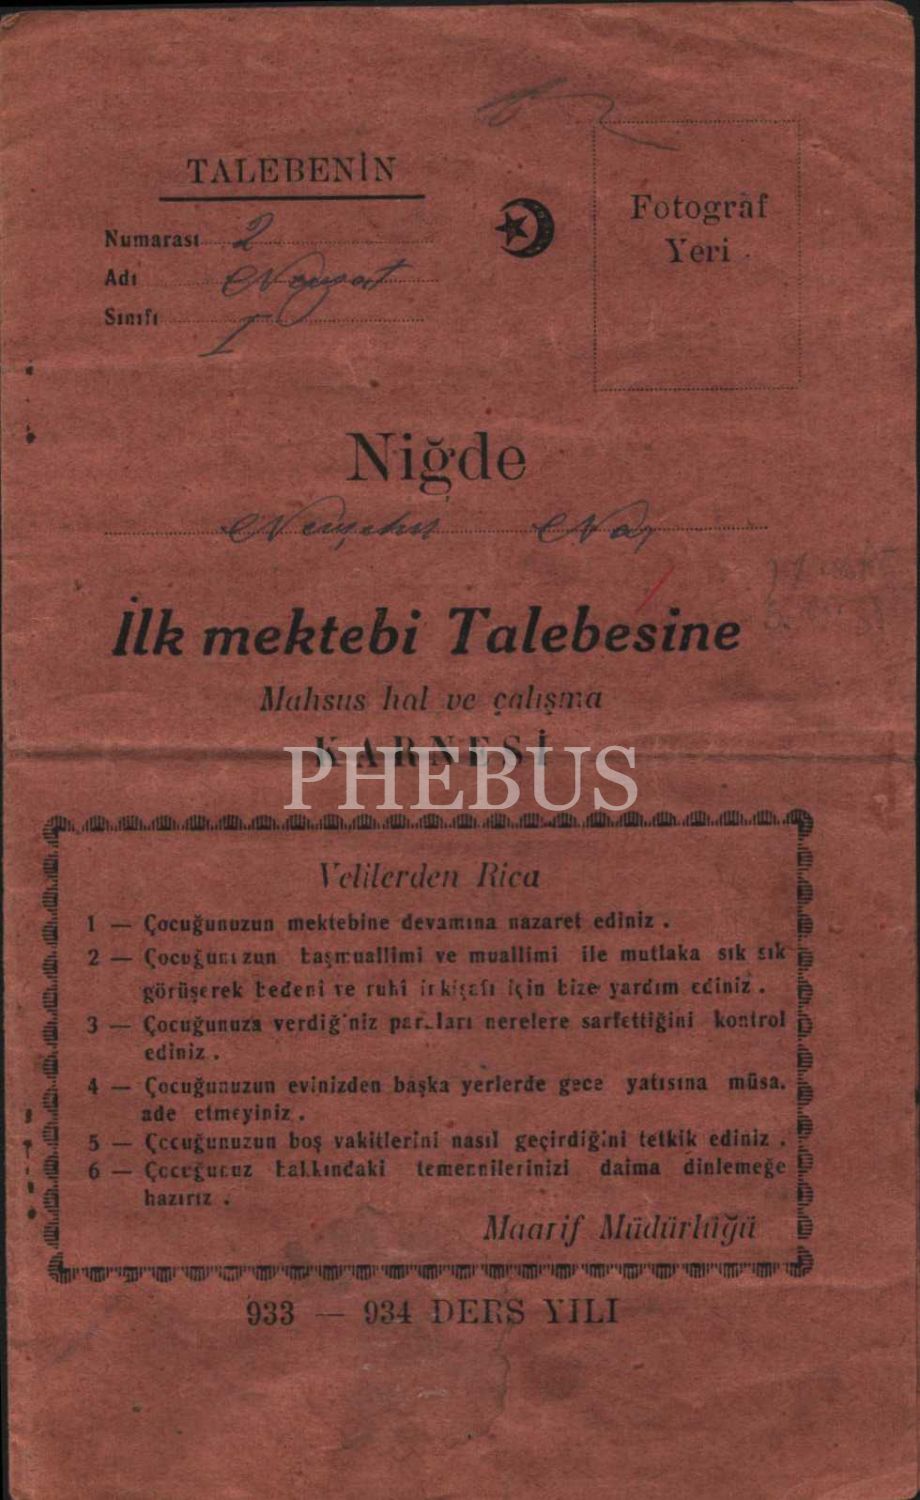 TALEBENİN
Numarası 2
Adı Nevzat
Sınıfı I
Fotoğraf
Yeri
Niğde
Nevşehir
İlk mektebi Talebesine
Mahsus hal ve çalışma
KARNESİ
PHEBUS
Velilerden Rica
1 — Çocuğunuzun mektebine devamına nazaret ediniz .
2 — Çocuğunuzun başmuallimi ve muallimi ile mutlaka sık sık
görüşerek bedeni ve ruhî inkişafı için bize yardım ediniz .
3 — Çocuğunuza verdiğiniz paraları nerelere sarfettiğini kontrol
ediniz .
4 — Çocuğunuzun evinizden başka yerlerde gece yatısına müsa.
ade etmeyiniz .
5 — Çocuğunuzun boş vakitlerini nasıl geçirdiğini tetkik ediniz .
6 — Çocuğunuz hakkındaki temennilerinizi daima dinlemeğe
hazırız .
Maarif Müdürlüğü
933 — 934 DERS YILI